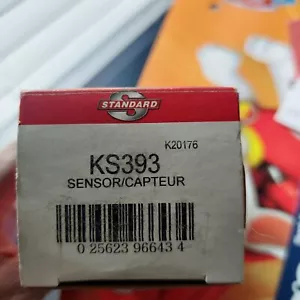 S
STANDARD
K20176
KS393
SENSOR/CAPTEUR
0 25623 96643 4